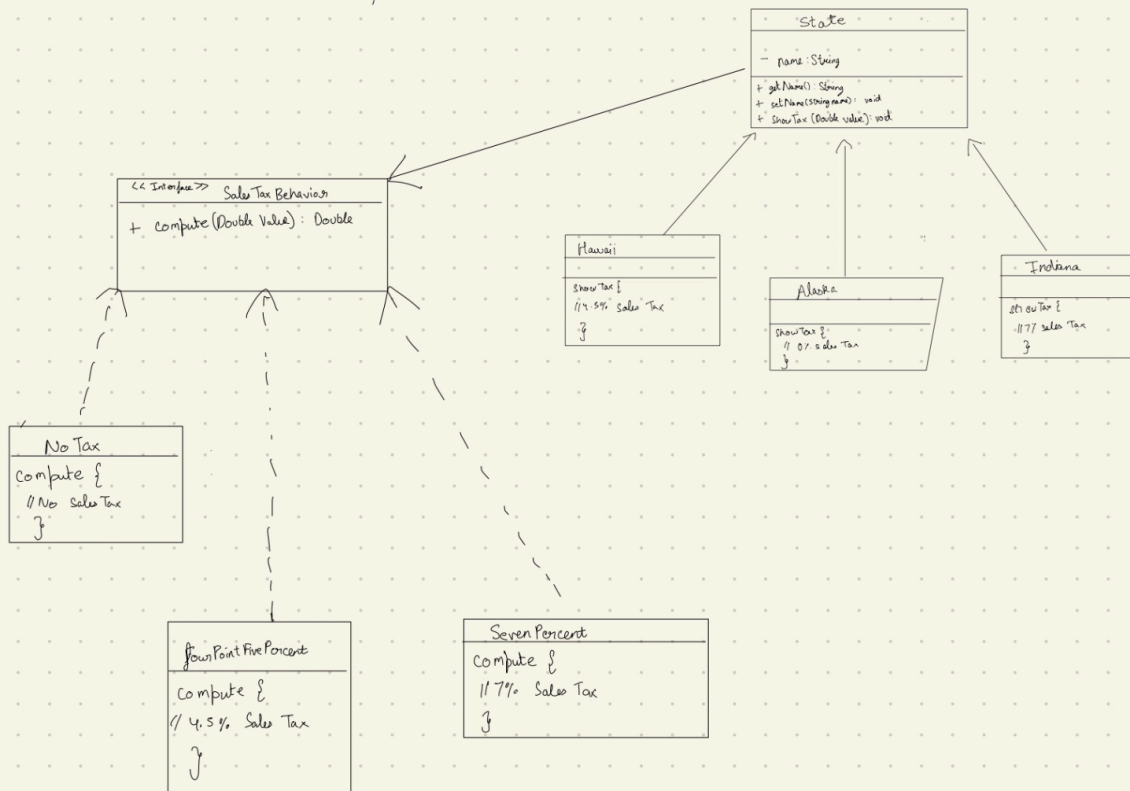 State
- name : String
+ getName() : String
+ setName(String name) : void
+ showTax (Double value) : void
<< Interface >> Sales Tax Behavior
+ compute (Double Value) : Double
Hawaii
showTax {
// 4.5% Sales Tax
}
Alaska
showTax {
// 0% sales Tax
}
Indiana
showTax {
// 7% sales Tax
}
No Tax
compute {
// No sales Tax
}
fourPointFivePercent
compute {
// 4.5% Sales Tax
}
SevenPercent
compute {
// 7% Sales Tax
}